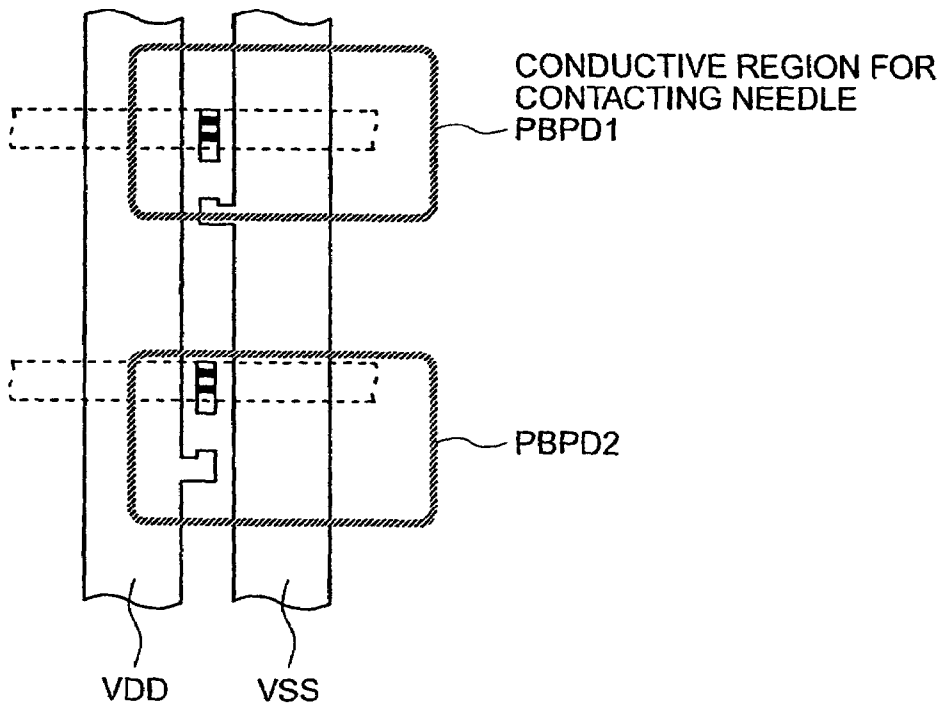 CONDUCTIVE REGION FOR
CONTACTING NEEDLE
PBPD1
PBPD2
VDD
VSS